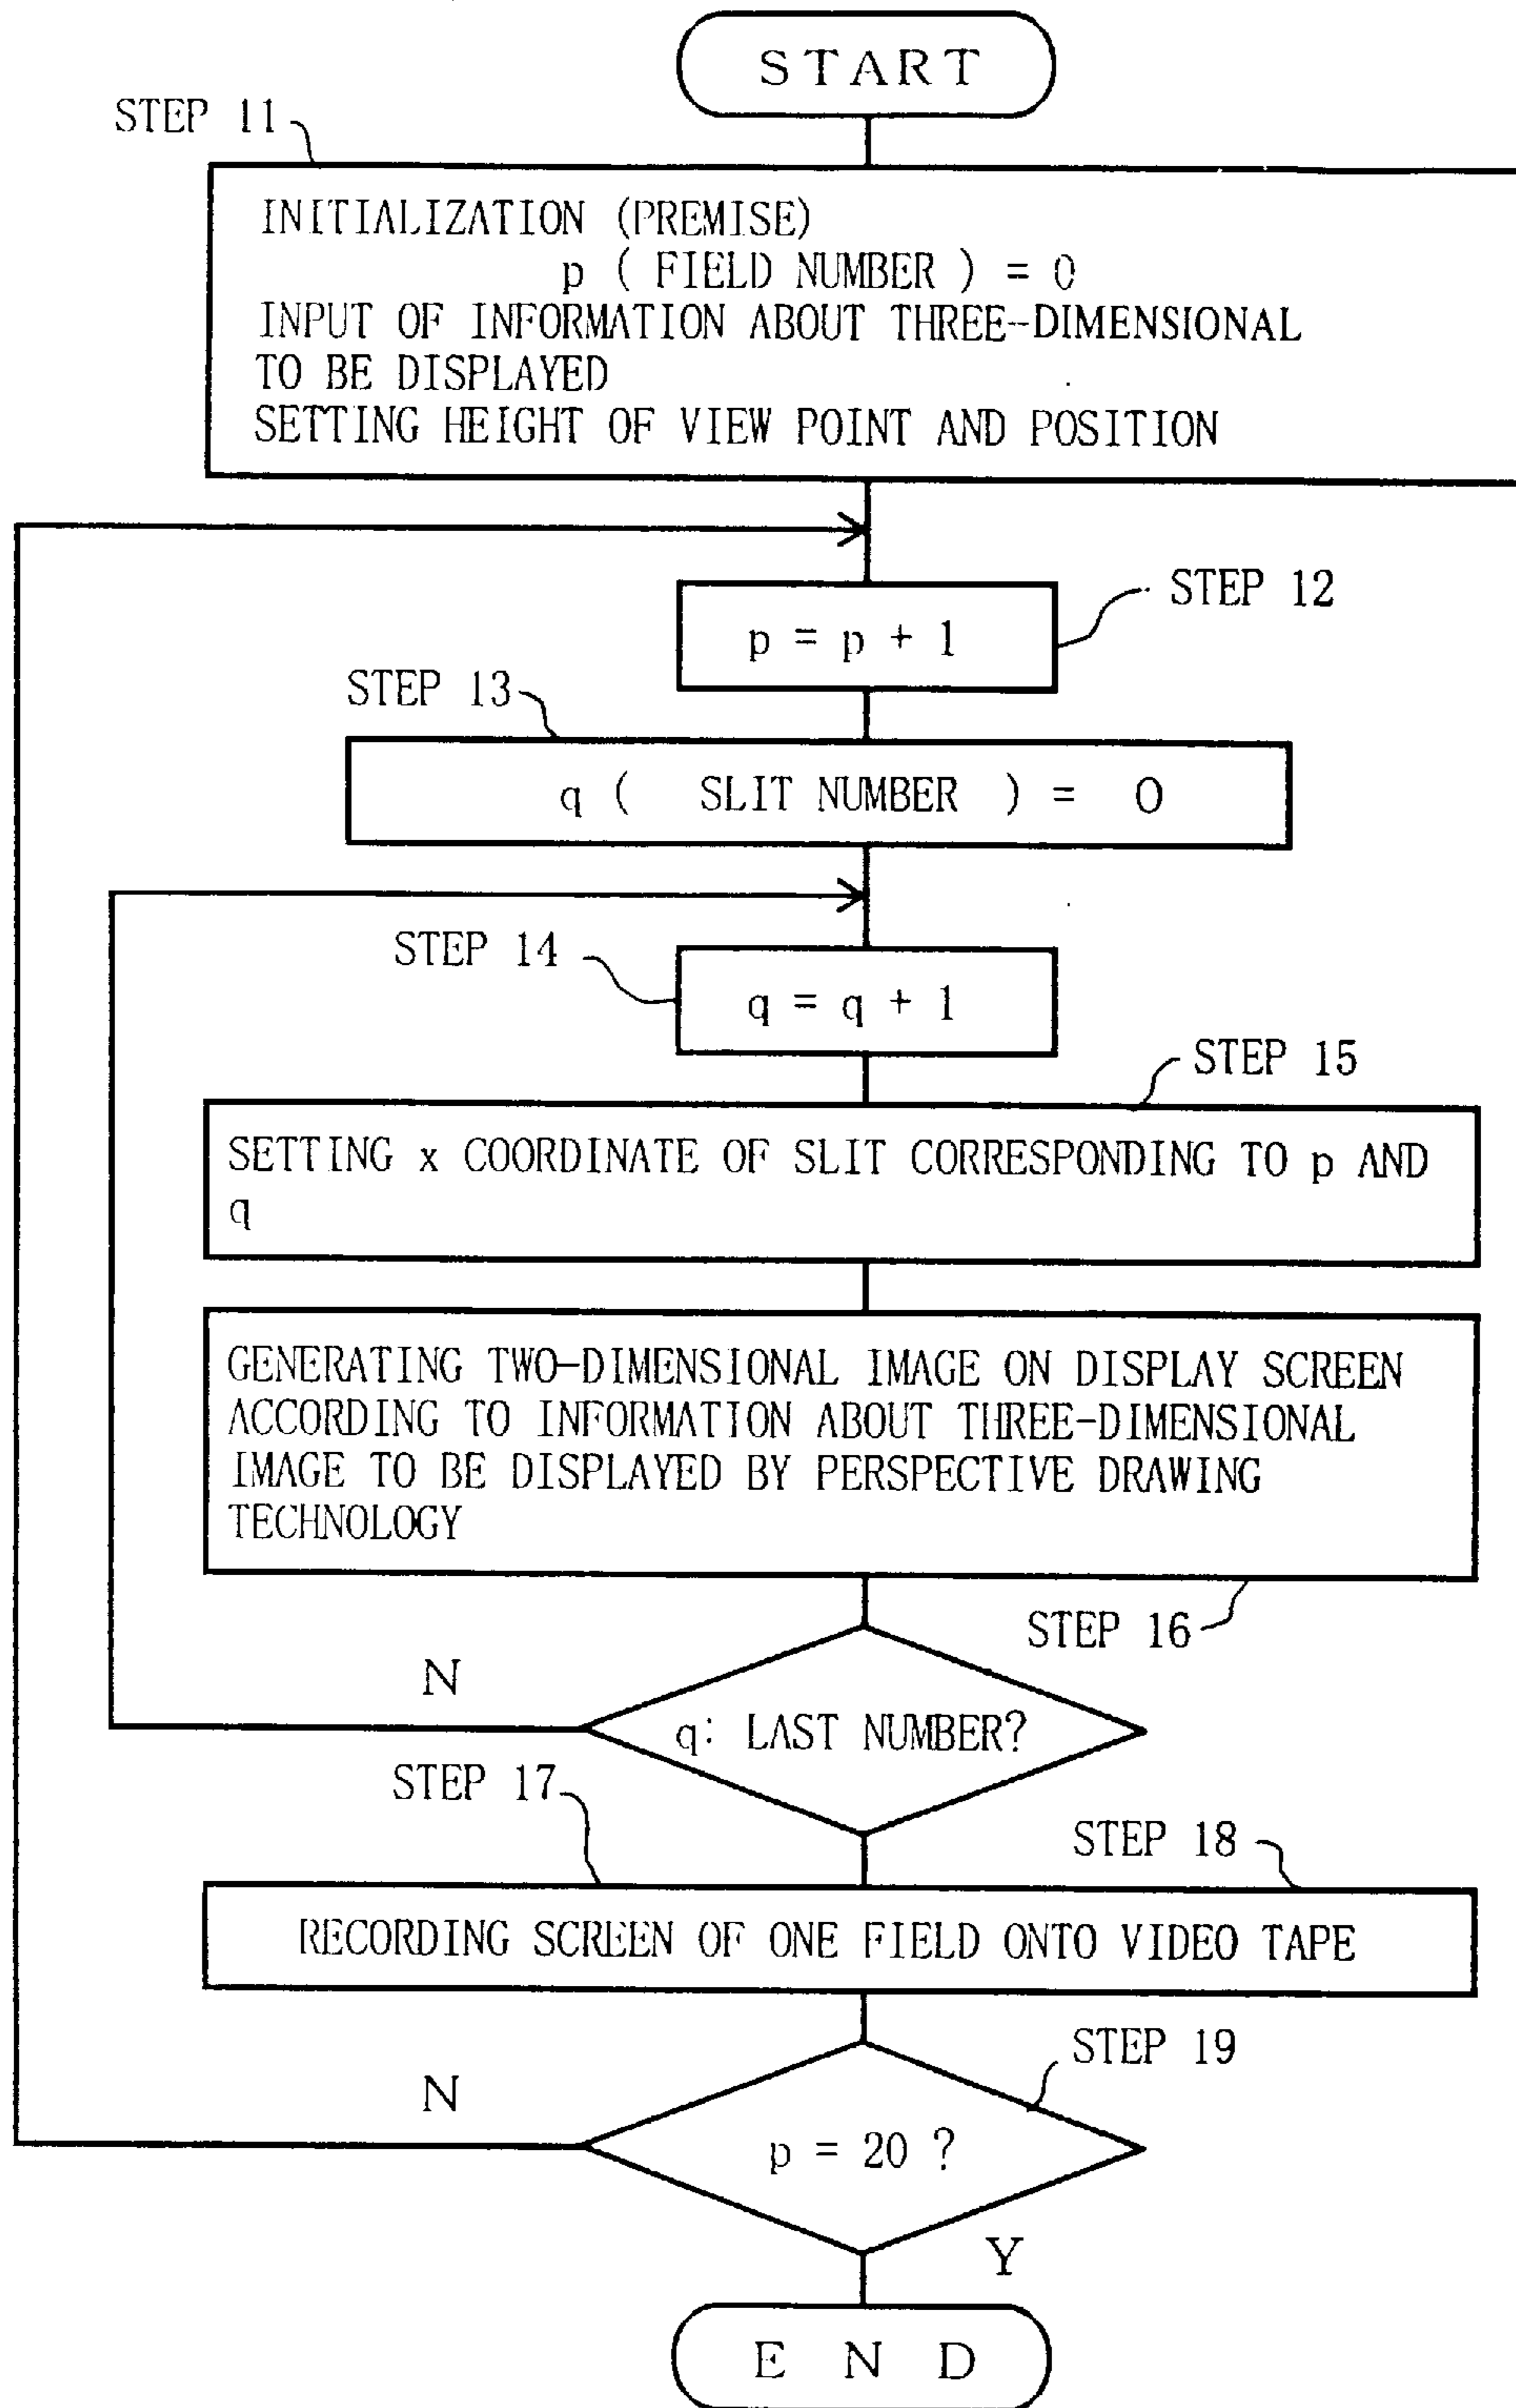 START
STEP 11
INITIALIZATION (PREMISE)
p ( FIELD NUMBER ) = 0
INPUT OF INFORMATION ABOUT THREE-DIMENSIONAL
TO BE DISPLAYED
SETTING HEIGHT OF VIEW POINT AND POSITION
STEP 12
p = p + 1
STEP 13
q ( SLIT NUMBER ) = 0
STEP 14
q = q + 1
STEP 15
SETTING x COORDINATE OF SLIT CORRESPONDING TO p AND
q
GENERATING TWO-DIMENSIONAL IMAGE ON DISPLAY SCREEN
ACCORDING TO INFORMATION ABOUT THREE-DIMENSIONAL
IMAGE TO BE DISPLAYED BY PERSPECTIVE DRAWING
TECHNOLOGY
STEP 16
N
q: LAST NUMBER?
STEP 17
STEP 18
RECORDING SCREEN OF ONE FIELD ONTO VIDEO TAPE
STEP 19
N
p = 20 ?
Y
END